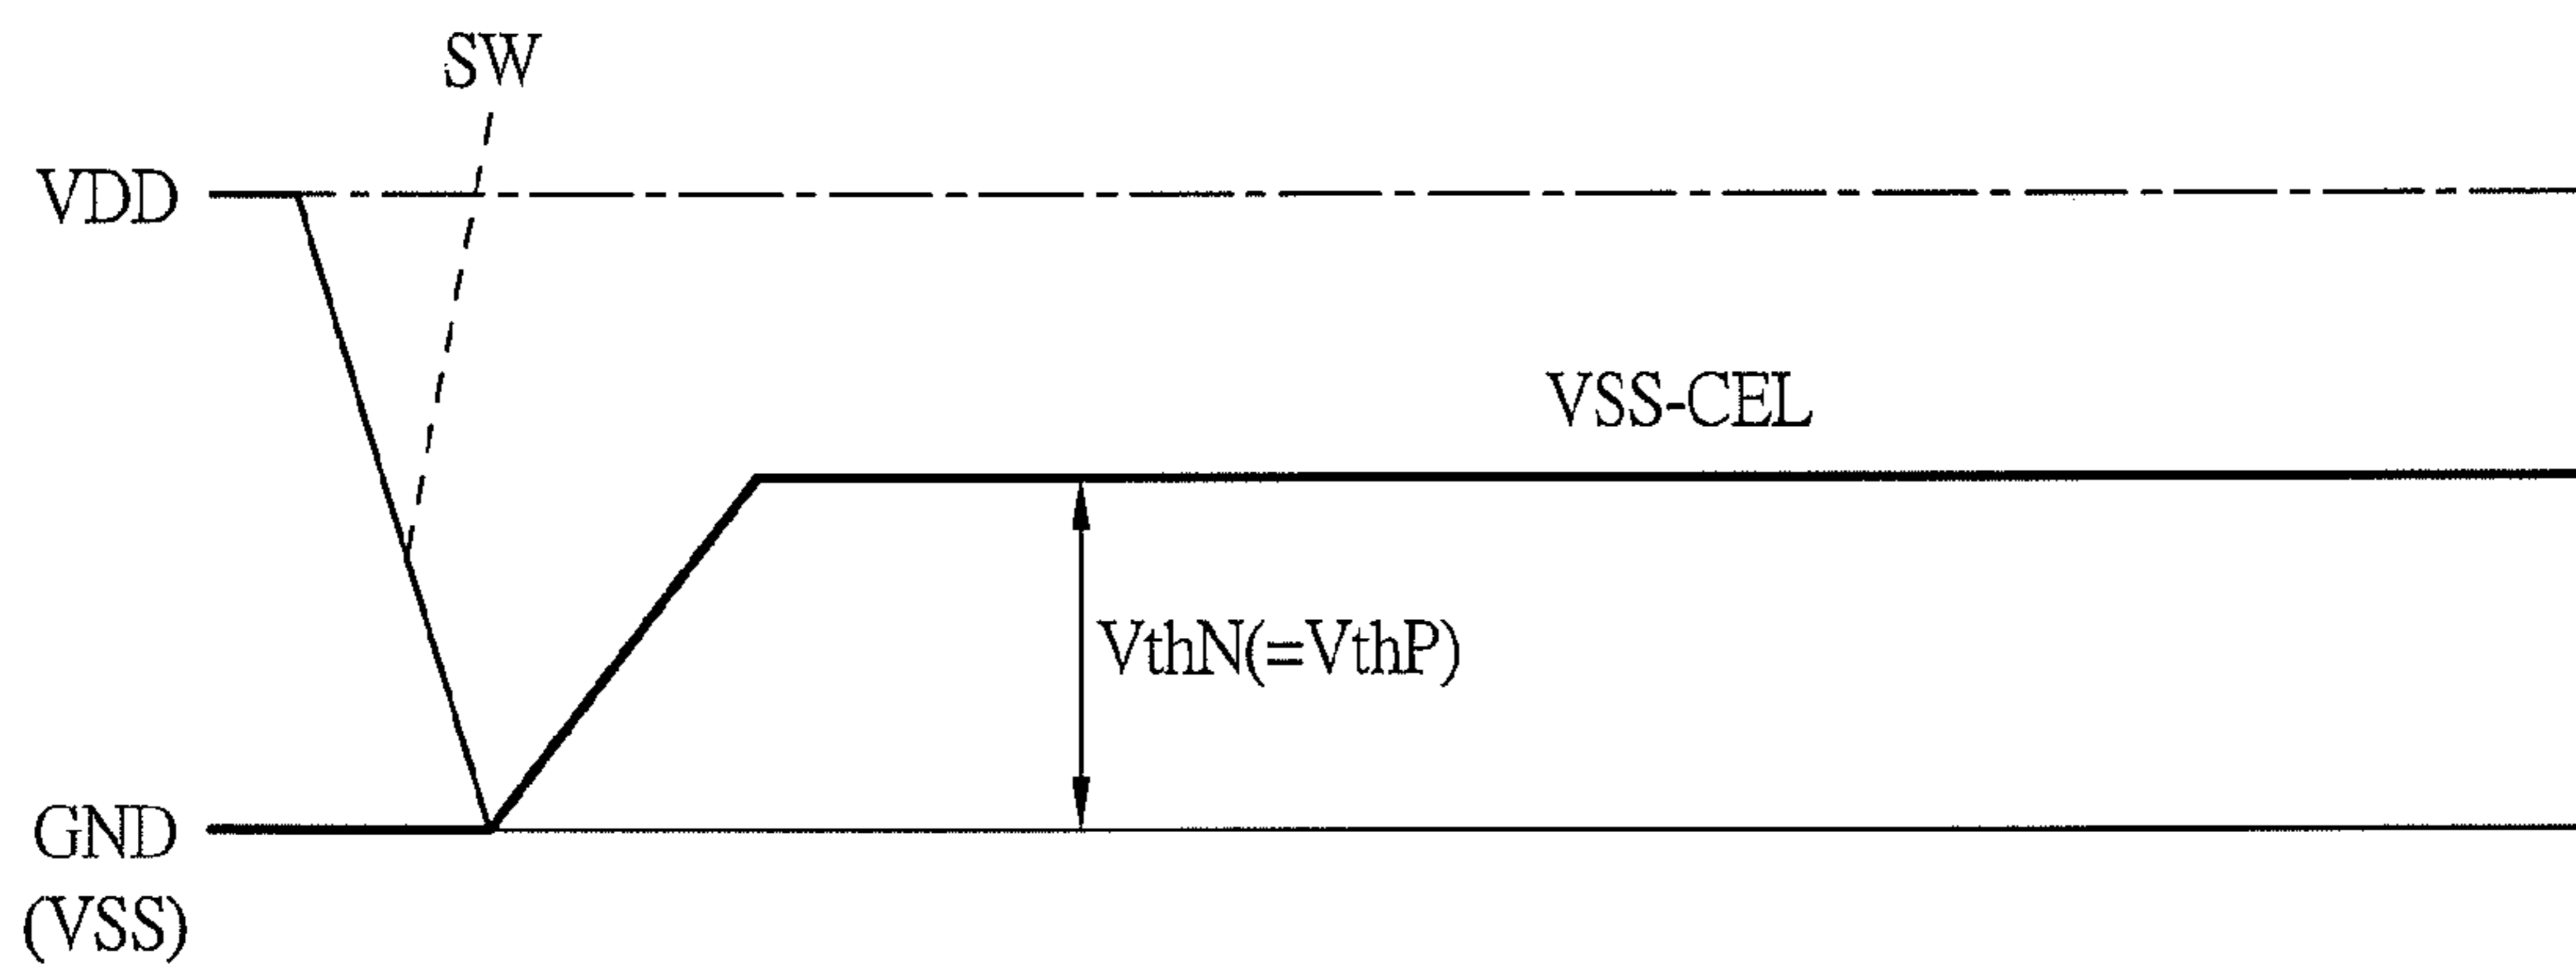 SW
VDD
VSS-CEL
VthN(=VthP)
GND
(VSS)